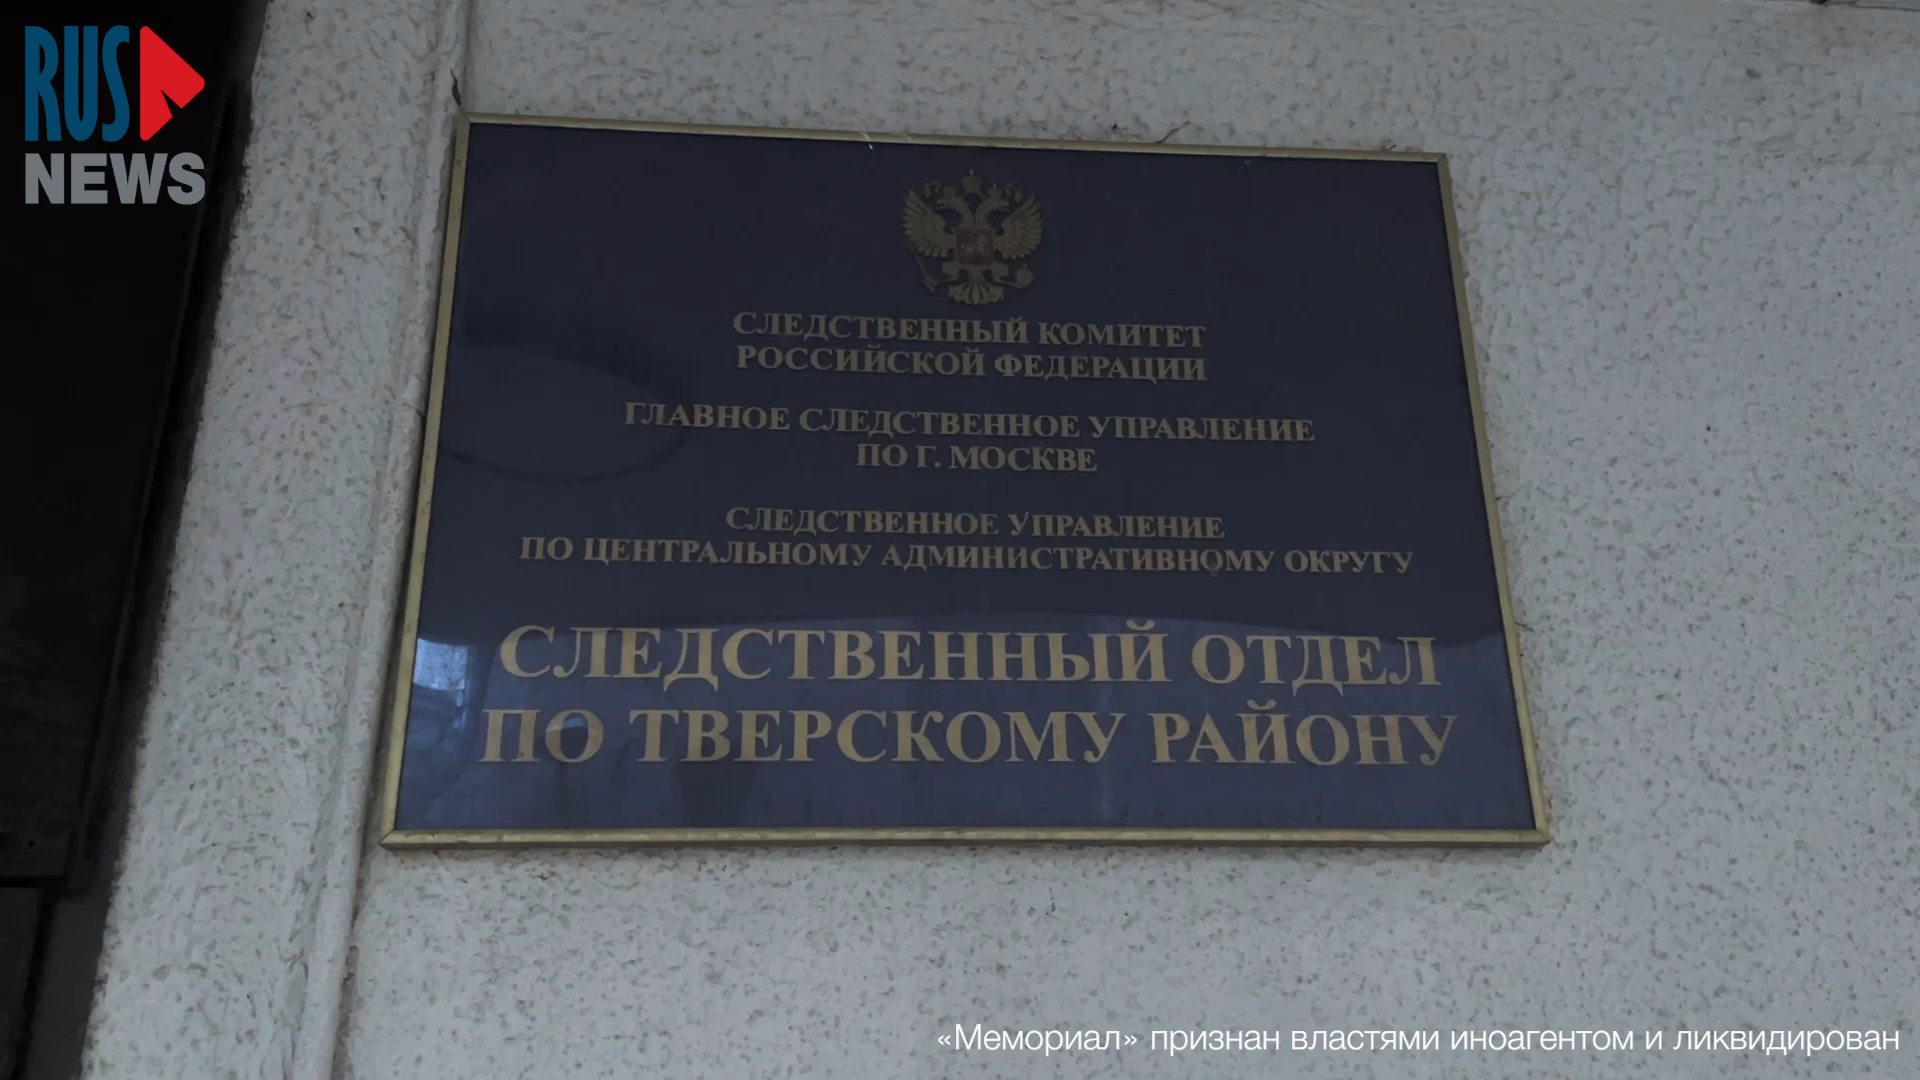 RUS
NEWS
СЛЕДСТВЕННЫЙ КОМИТЕТ
РОССИЙСКОЙ ФЕДЕРАЦИИ
ГЛАВНОЕ СЛЕДСТВЕННОЕ УПРАВЛЕНИЕ
ПО Г. МОСКВЕ
СЛЕДСТВЕННОЕ УПРАВЛЕНИЕ
ПО ЦЕНТРАЛЬНОМУ АДМИНИСТРАТИВНОМУ ОКРУГУ
СЛЕДСТВЕННЫЙ ОТДЕЛ
ПО ТВЕРСКОМУ РАЙОНУ
«Мемориал» признан властями иноагентом и ликвидирован